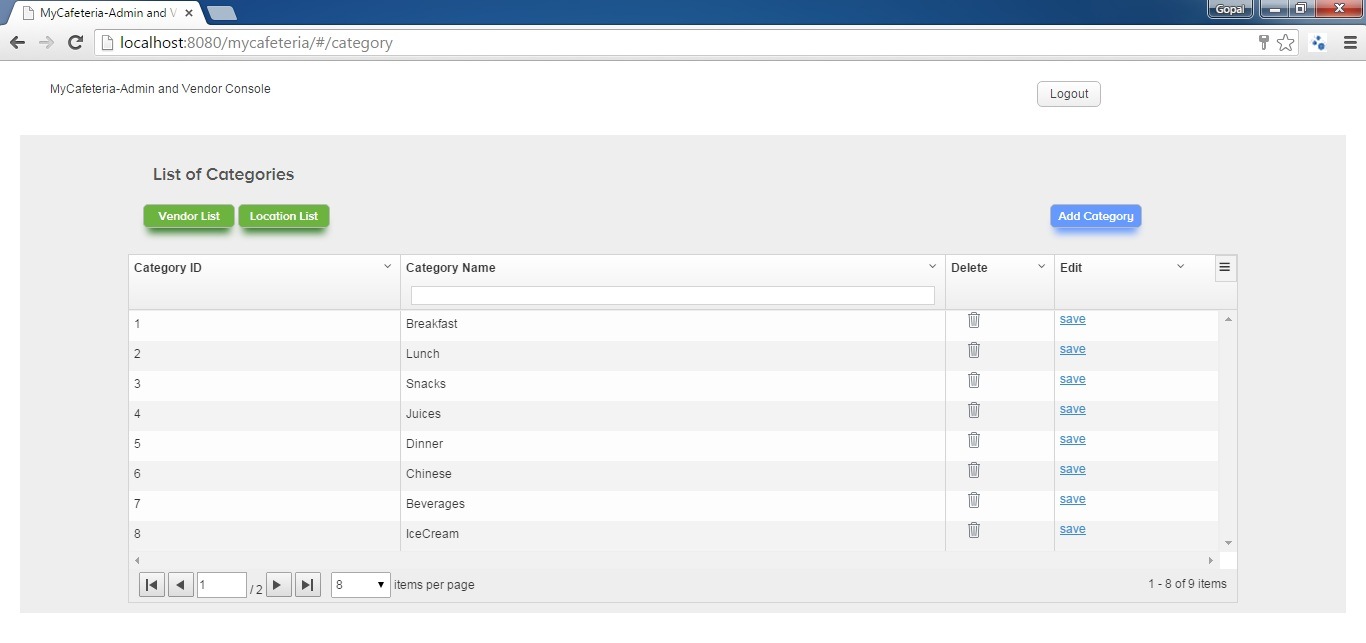 MyCafeteria-Admin and V
Gopal
localhost:8080/mycafeteria/#/category
MyCafeteria-Admin and Vendor Console
Logout
List of Categories
Vendor List Location List Add Category
Category ID Category Name Delete Edit
1 Breakfast save
2 Lunch save
3 Snacks save
4 Juices save
5 Dinner save
6 Chinese save
7 Beverages save
8 IceCream save
1 / 2 8 items per page 1 - 8 of 9 items